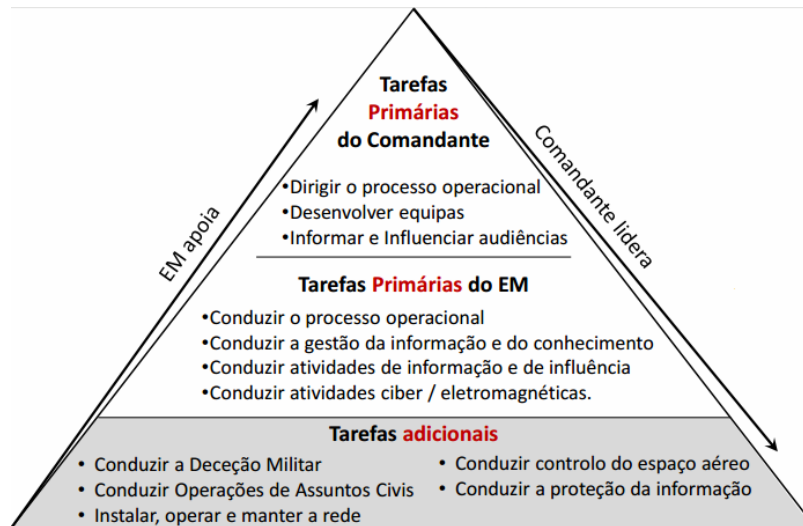 Tarefas
Primárias
do Comandante
•Dirigir o processo operacional
•Desenvolver equipas
•Informar e Influenciar audiências
EM apoia
Comandante lidera
Tarefas Primárias do EM
•Conduzir o processo operacional
•Conduzir a gestão da informação e do conhecimento
•Conduzir atividades de informação e de influência
•Conduzir atividades ciber / eletromagnéticas.
Tarefas adicionais
• Conduzir a Deceção Militar
• Conduzir Operações de Assuntos Civis
• Instalar, operar e manter a rede
• Conduzir controlo do espaço aéreo
• Conduzir a proteção da informação